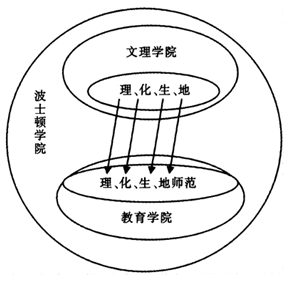 文理学院
理、化、生、地
波士顿学院
理、化、生、地师范
教育学院